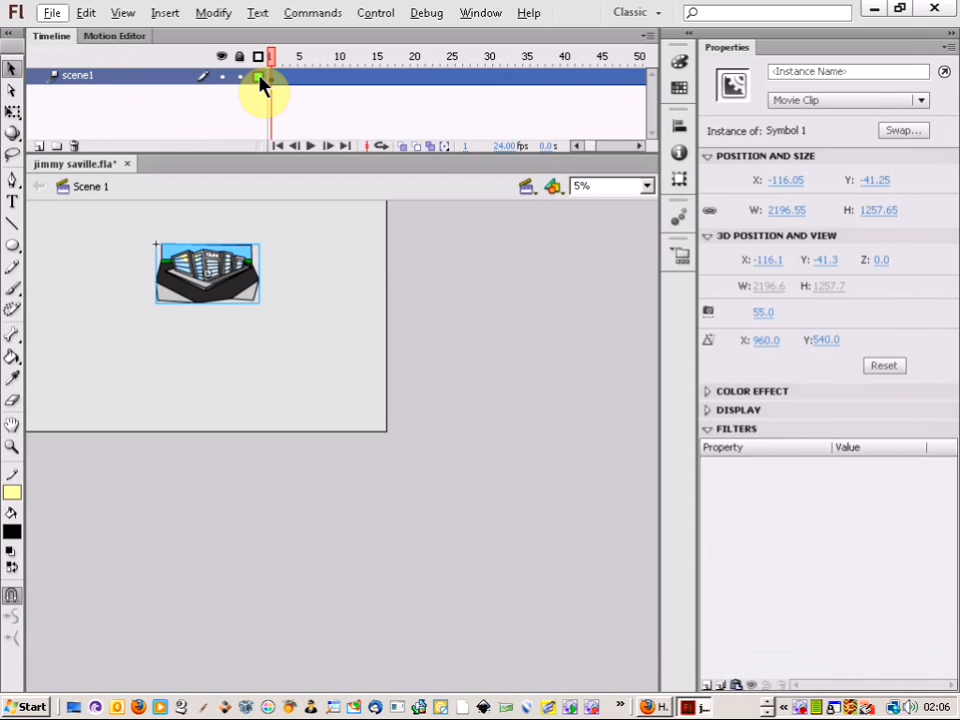 Fl File Edit View Insert Modify Text Commands Control Debug Window Help Classic
Timeline Motion Editor
1 5 10 15 20 25 30 35 40 45 50
scene1
1 24.00 fps 0.0 s
jimmy saville.fla* ×
Scene 1 5%
Properties
<Instance Name>
Movie Clip
Instance of: Symbol 1 Swap...
POSITION AND SIZE
X: -116.05 Y: -41.25
W: 2196.55 H: 1257.65
3D POSITION AND VIEW
X: -116.1 Y: -41.3 Z: 0.0
W: 2196.6 H: 1257.7
55.0
X: 960.0 Y: 540.0
Reset
COLOR EFFECT
DISPLAY
FILTERS
Property Value
Start » H. j... « 02:06